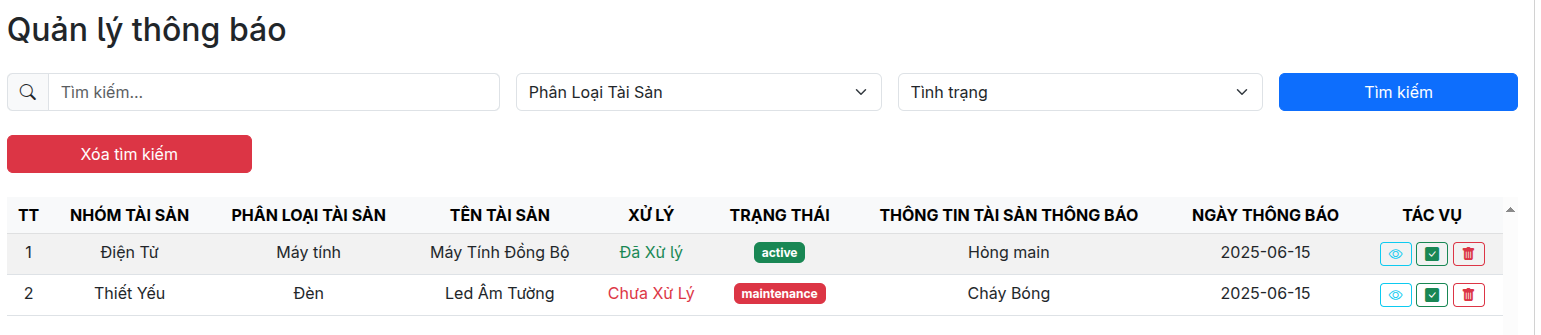 Quản lý thông báo
Tìm kiếm... Phân Loại Tài Sản Tình trạng Tìm kiếm
Xóa tìm kiếm
TT NHÓM TÀI SẢN PHÂN LOẠI TÀI SẢN TÊN TÀI SẢN XỬ LÝ TRẠNG THÁI THÔNG TIN TÀI SẢN THÔNG BÁO NGÀY THÔNG BÁO TÁC VỤ
1 Điện Tử Máy tính Máy Tính Đồng Bộ Đã Xử lý active Hỏng main 2025-06-15
2 Thiết Yếu Đèn Led Âm Tường Chưa Xử Lý maintenance Cháy Bóng 2025-06-15